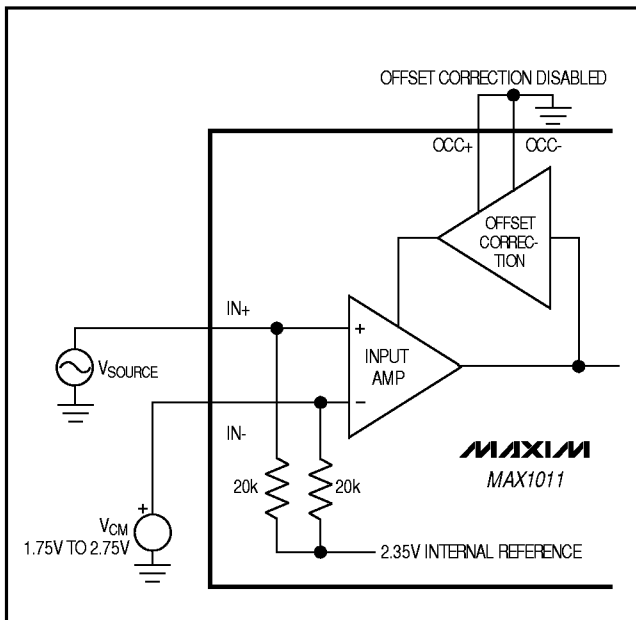 OFFSET CORRECTION DISABLED
OCC+ OCC-
OFFSET
CORREC-
TION
IN+
+
INPUT
AMP
VSOURCE
−
IN-
MAXIM
MAX1011
20k 20k
+
VCM
1.75V TO 2.75V
2.35V INTERNAL REFERENCE